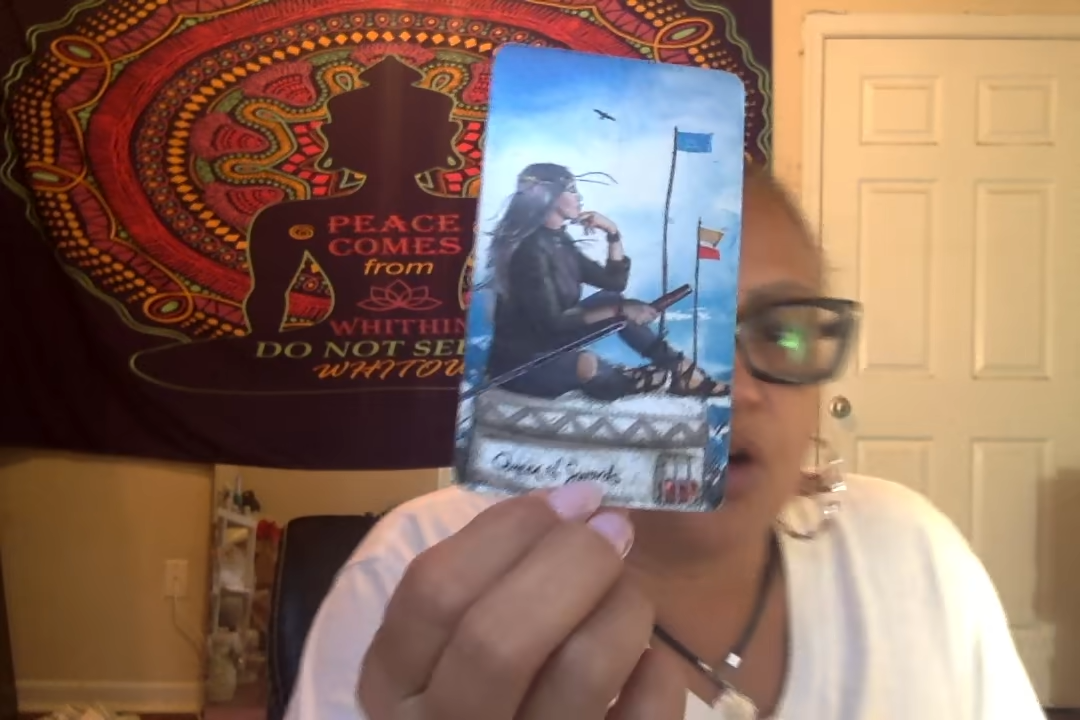 PEACE
COMES
from
WHITHIN
DO NOT SE
WHITOU
Queen of Swords